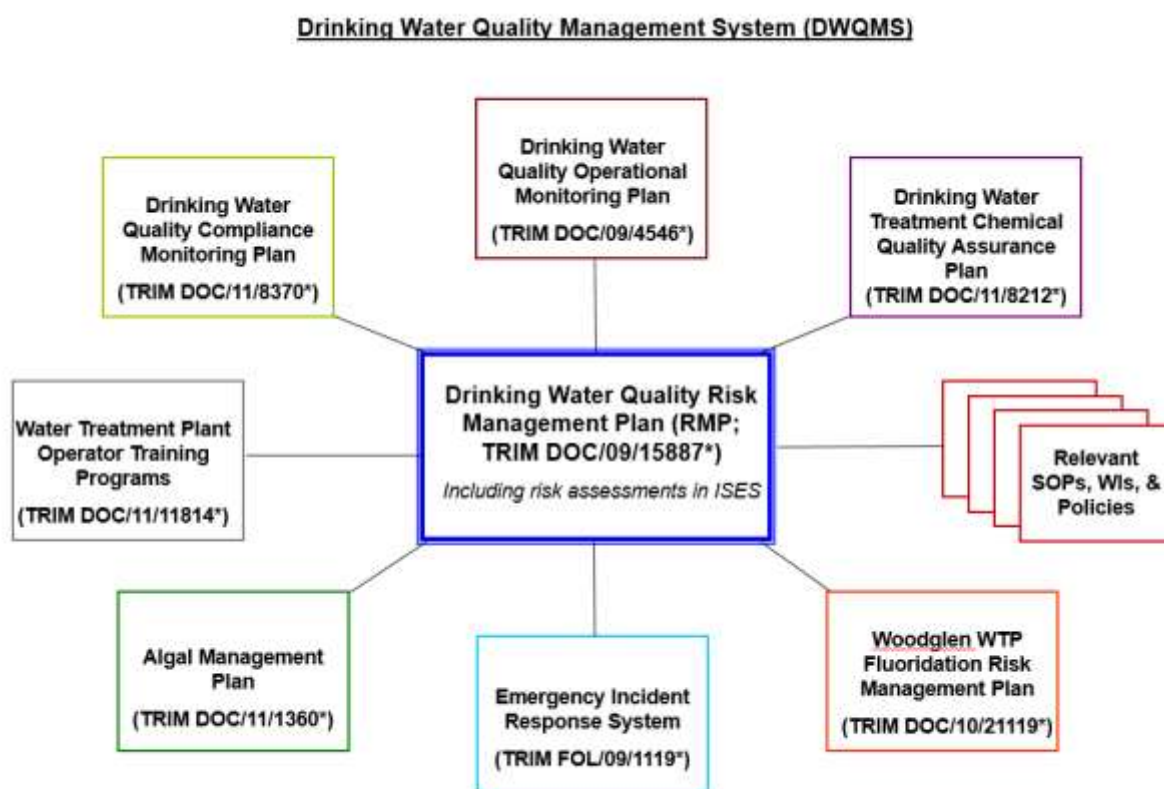 Drinking Water Quality Management System (DWQMS)
Drinking Water
Quality Operational
Monitoring Plan
(TRIM DOC/09/4546*)
Drinking Water
Quality Compliance
Monitoring Plan
(TRIM DOC/11/8370*)
Drinking Water
Treatment Chemical
Quality Assurance
Plan
(TRIM DOC/11/8212*)
Drinking Water Quality Risk
Management Plan (RMP;
TRIM DOC/09/15887*)
Including risk assessments in ISES
Water Treatment Plant
Operator Training
Programs
(TRIM DOC/11/11814*)
Relevant
SOPs, WIs, &
Policies
Algal Management
Plan
(TRIM DOC/11/1360*)
Emergency Incident
Response System
(TRIM FOL/09/1119*)
Woodglen WTP
Fluoridation Risk
Management Plan
(TRIM DOC/10/21119*)